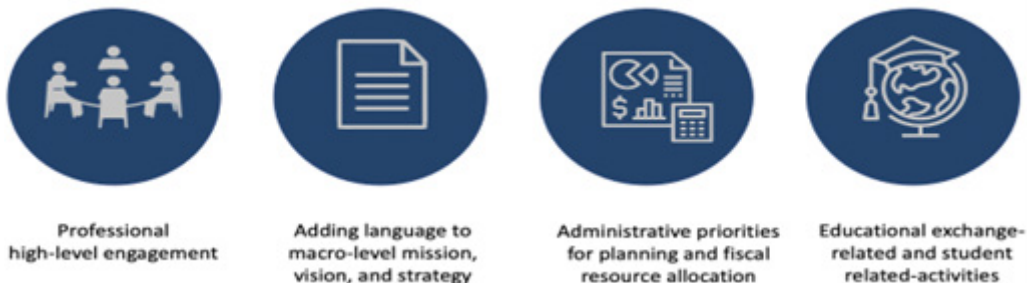 Professional
high-level engagement
Adding language to
macro-level mission,
vision, and strategy
$
Administrative priorities
for planning and fiscal
resource allocation
Educational exchange-
related and student
related-activities